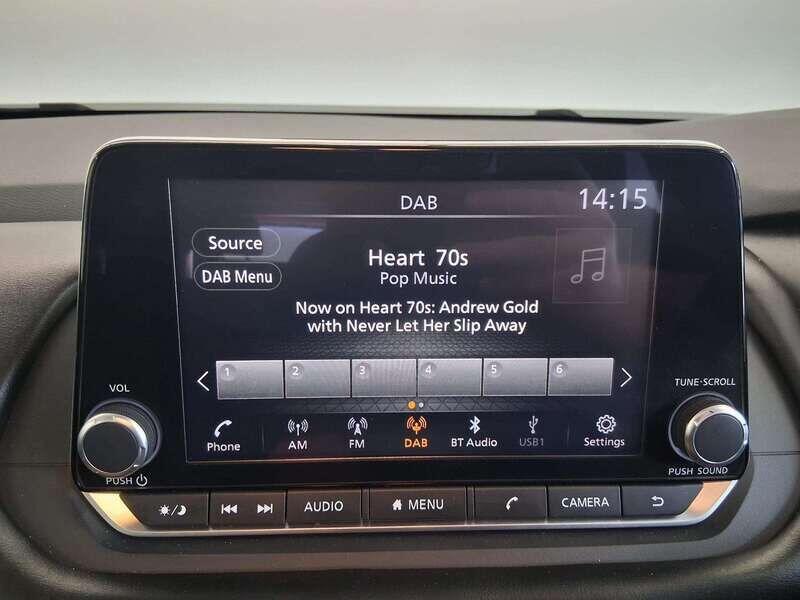 DAB
14:15
Source
DAB Menu
Heart 70s
Pop Music
Now on Heart 70s: Andrew Gold
with Never Let Her Slip Away
1 2 3 4 5 6
VOL
TUNE·SCROLL
Phone
AM
FM
DAB
BT Audio
USB1
Settings
PUSH
PUSH SOUND
AUDIO
MENU
CAMERA